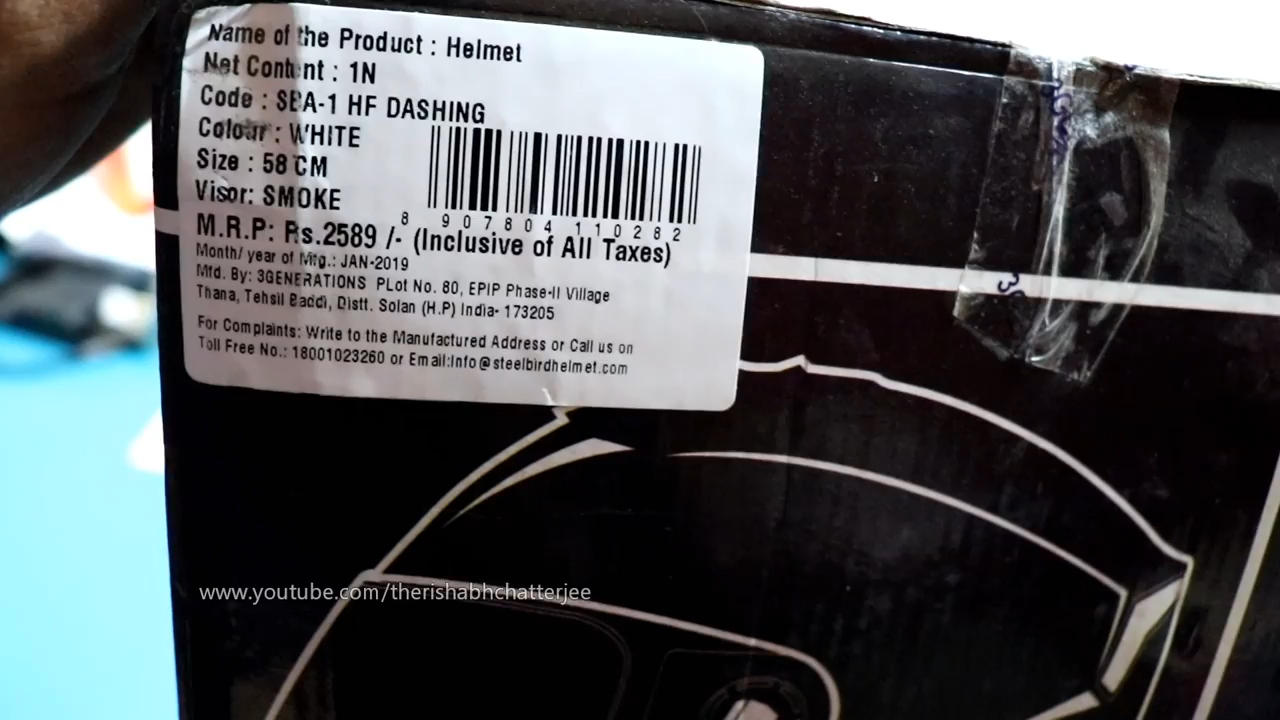 Name of the Product : Helmet
Net Content : 1N
Code : SBA-1 HF DASHING
Colour : WHITE
Size : 58 CM
Visor: SMOKE
8 907804 110282
M.R.P: Rs.2589 /- (Inclusive of All Taxes)
Month/ year of Mfg.: JAN-2019
Mfd. By: 3GENERATIONS PLot No. 80, EPIP Phase-II Village
Thana, Tehsil Baddi, Distt. Solan (H.P) India- 173205
For Complaints: Write to the Manufactured Address or Call us on
Toll Free No.: 18001023260 or Email:Info@steelbirdhelmet.com
www.youtube.com/therishabhchatterjee